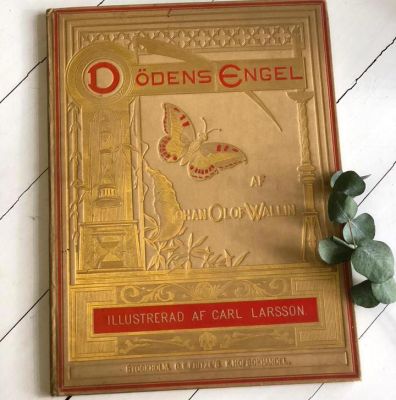 DÖDENS ENGEL
AF
JOHAN OLOF WALLIN
ILLUSTRERAD AF CARL LARSSON.
STOCKHOLM C.E. FRITZE'S K. HOFBOKHANDEL.